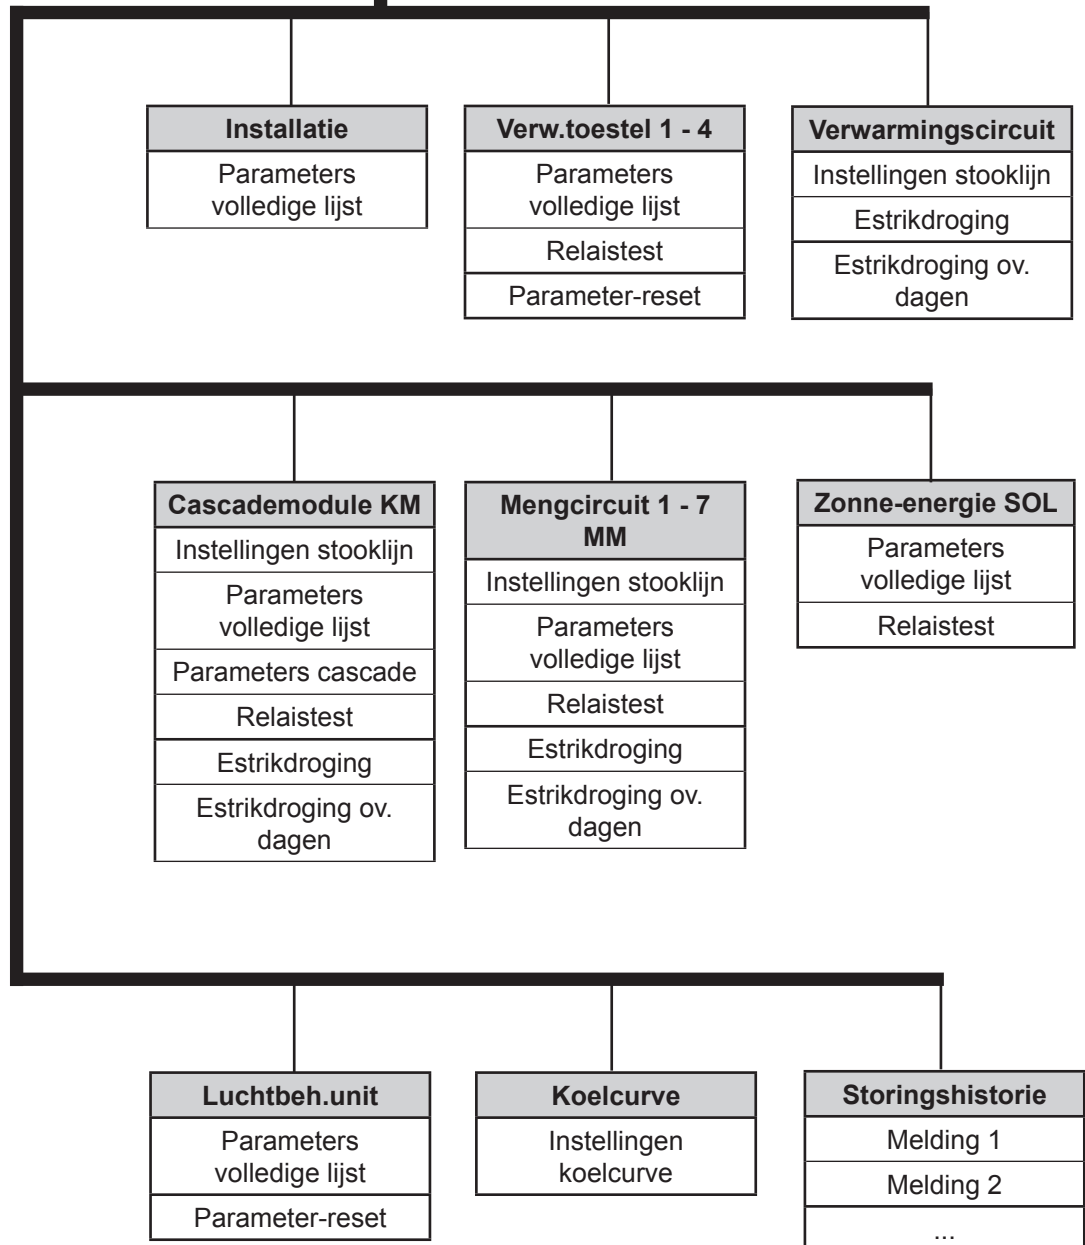 Installatie
Parameters
volledige lijst
Verw.toestel 1 - 4
Parameters
volledige lijst
Relaistest
Parameter-reset
Verwarmingscircuit
Instellingen stooklijn
Estrikdroging
Estrikdroging ov.
dagen
Cascademodule KM
Instellingen stooklijn
Parameters
volledige lijst
Parameters cascade
Relaistest
Estrikdroging
Estrikdroging ov.
dagen
Mengcircuit 1 - 7
MM
Instellingen stooklijn
Parameters
volledige lijst
Relaistest
Estrikdroging
Estrikdroging ov.
dagen
Zonne-energie SOL
Parameters
volledige lijst
Relaistest
Luchtbeh.unit
Parameters
volledige lijst
Parameter-reset
Koelcurve
Instellingen
koelcurve
Storingshistorie
Melding 1
Melding 2
...